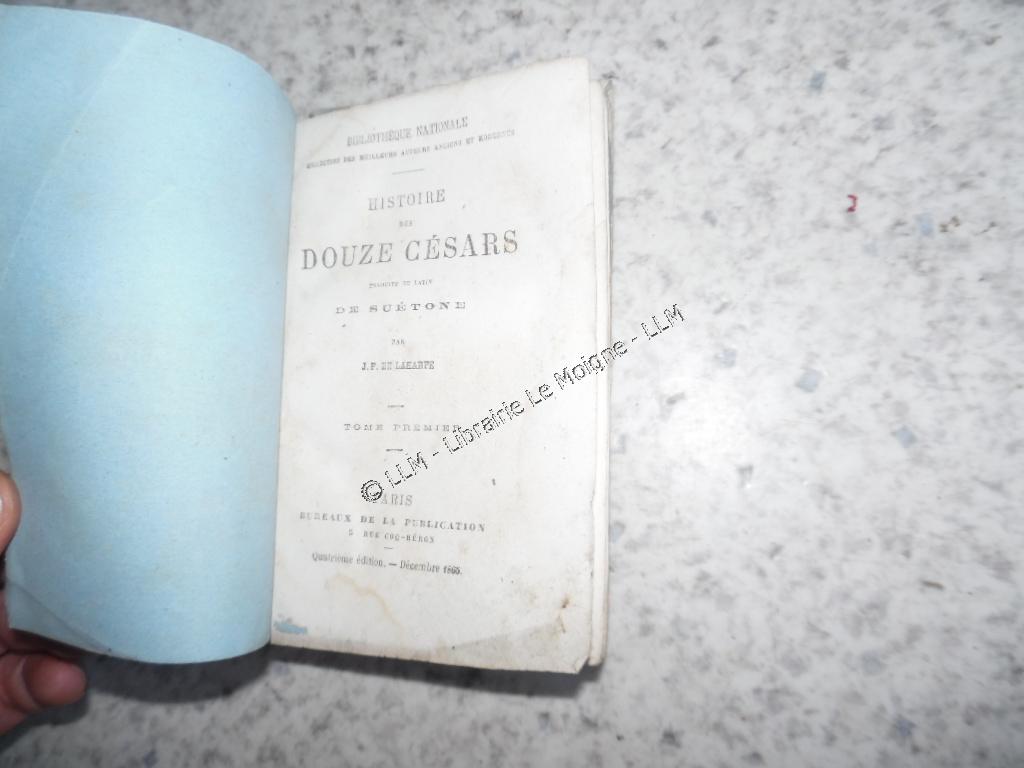 BIBLIOTHÈQUE NATIONALE
COLLECTION DES MEILLEURS AUTEURS ANCIENS ET MODERNES
HISTOIRE
DES
DOUZE CÉSARS
TRADUITE DU LATIN
DE SUÉTONE
PAR
J. F. DE LAHARPE
TOME PREMIER
© LLM - Librairie Le Moigne - LLM
PARIS
BUREAUX DE LA PUBLICATION
5 RUE COQ-HÉRON
Quatrième édition. — Décembre 1865.